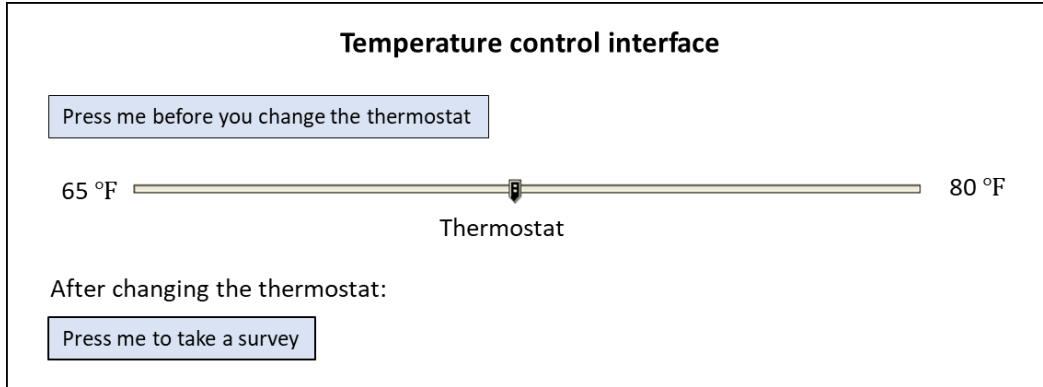 Temperature control interface
Press me before you change the thermostat
65 °F
80 °F
Thermostat
After changing the thermostat:
Press me to take a survey